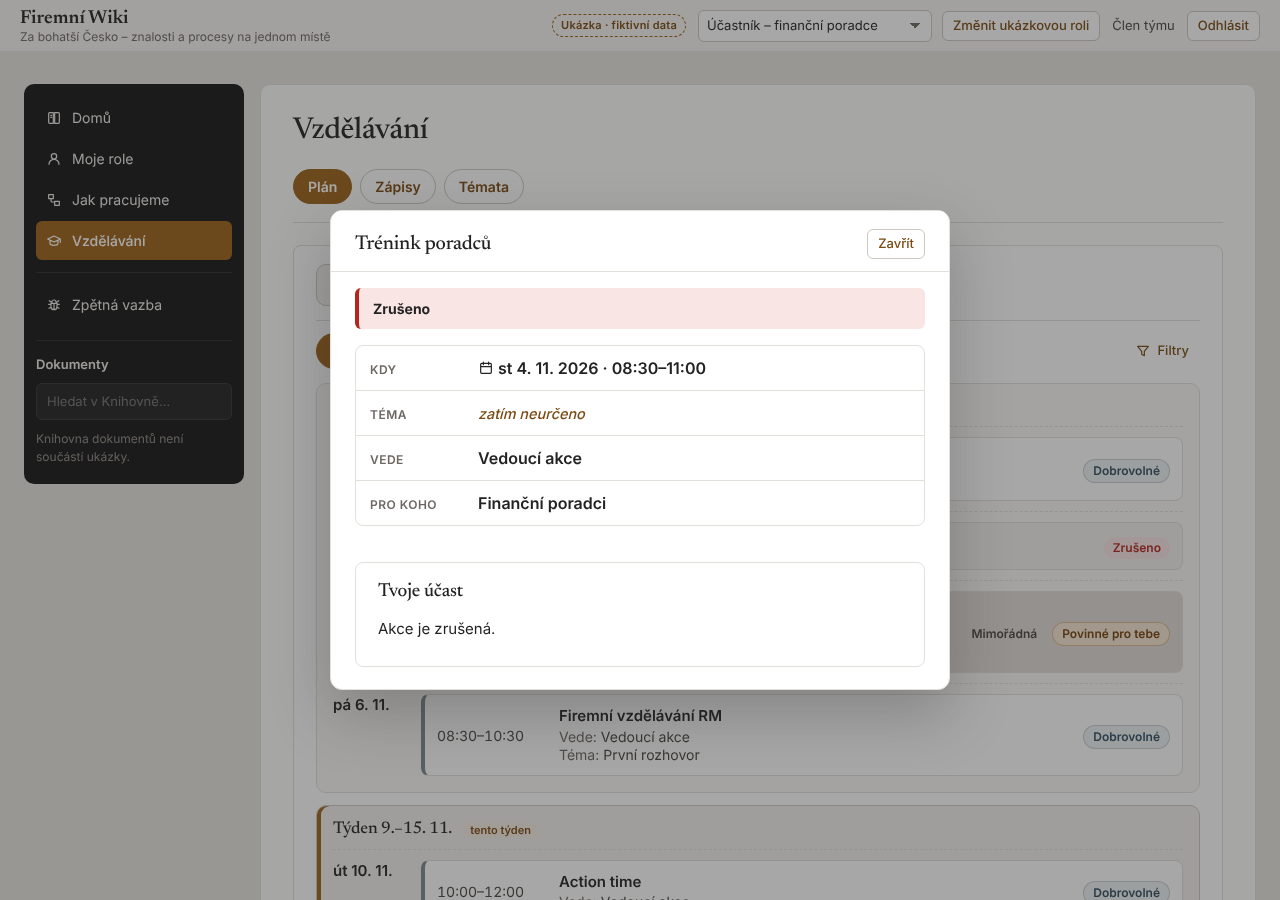 Firemní Wiki
Za bohatší Česko – znalosti a procesy na jednom místě
Ukázka · fiktivní data
Účastník – finanční poradce
Změnit ukázkovou roli
Člen týmu
Odhlásit
Domů
Moje role
Jak pracujeme
Vzdělávání
Zpětná vazba
Dokumenty
Hledat v Knihovně…
Knihovna dokumentů není
součástí ukázky.
Vzdělávání
Plán
Zápisy
Témata
Filtry
Trénink poradců
Zavřít
Zrušeno
KDY
st 4. 11. 2026 · 08:30–11:00
TÉMA
zatím neurčeno
VEDE
Vedoucí akce
PRO KOHO
Finanční poradci
Tvoje účast
Akce je zrušená.
Dobrovolné
Zrušeno
Mimořádná
Povinné pro tebe
pá 6. 11.
08:30–10:30
Firemní vzdělávání RM
Vede: Vedoucí akce
Téma: První rozhovor
Dobrovolné
Týden 9.–15. 11.
tento týden
út 10. 11.
10:00–12:00
Action time
Vede: Vedoucí akce
Dobrovolné